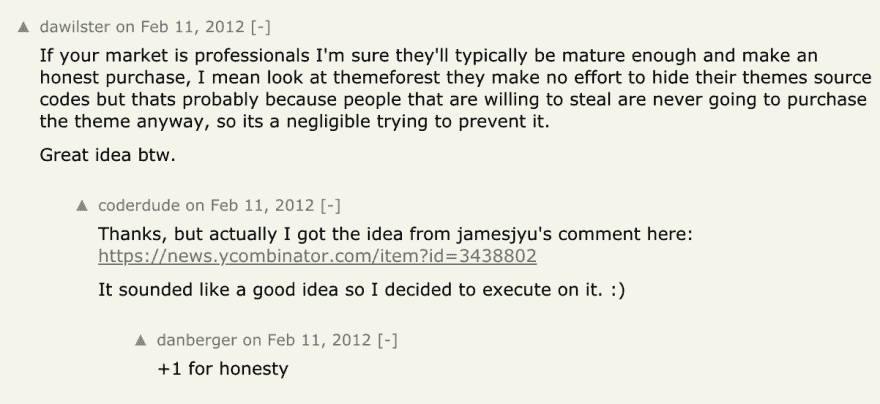 ▲ dawilster on Feb 11, 2012 [-]
If your market is professionals I'm sure they'll typically be mature enough and make an
honest purchase, I mean look at themeforest they make no effort to hide their themes source
codes but thats probably because people that are willing to steal are never going to purchase
the theme anyway, so its a negligible trying to prevent it.
Great idea btw.
▲ coderdude on Feb 11, 2012 [-]
Thanks, but actually I got the idea from jamesjyu's comment here:
https://news.ycombinator.com/item?id=3438802
It sounded like a good idea so I decided to execute on it. :)
▲ danberger on Feb 11, 2012 [-]
+1 for honesty